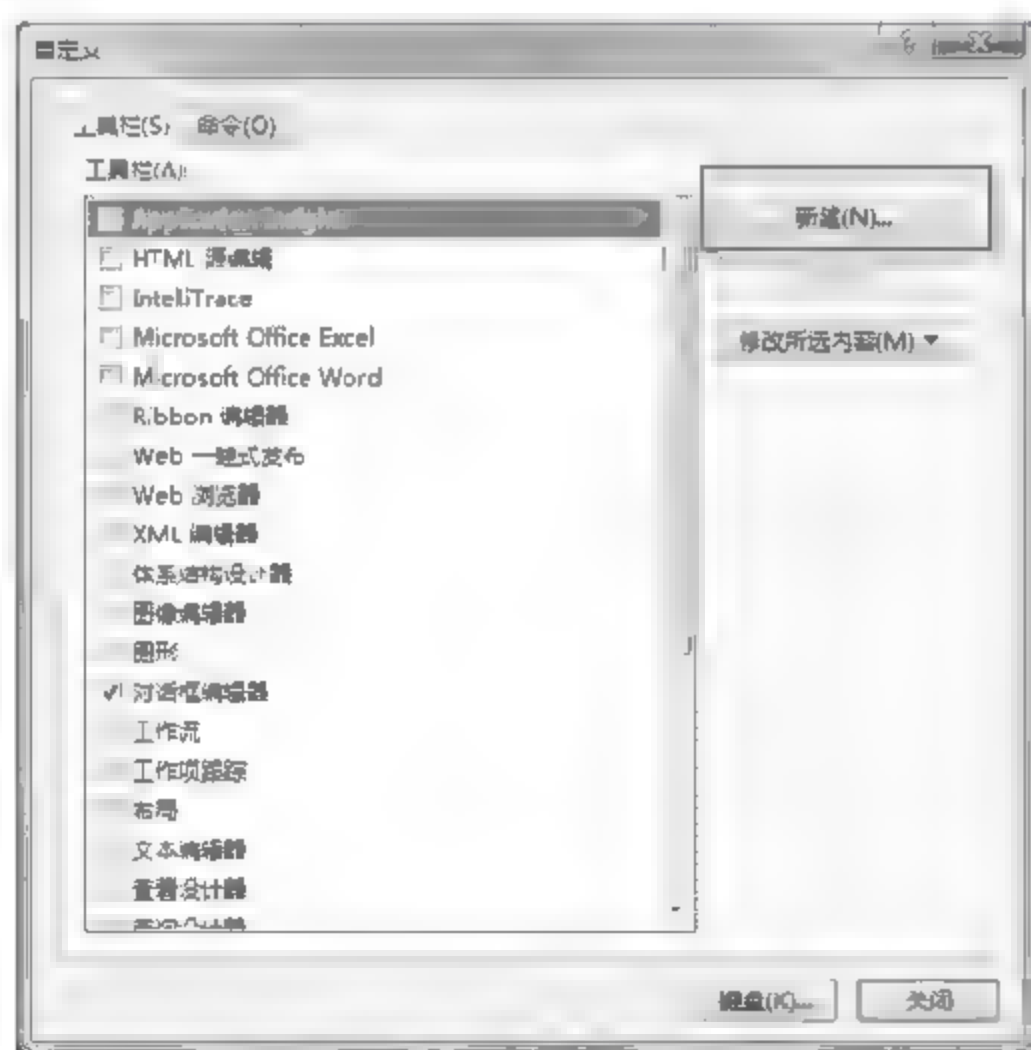 自定义
工具栏(S) 命令(O)
工具栏(A):
新建(N)...
HTML 源编辑
IntelliTrace
Microsoft Office Excel
修改所选内容(M)
Microsoft Office Word
Ribbon 编辑器
Web 一键式发布
Web 浏览器
XML 编辑器
体系结构设计器
图像编辑器
图形
对话框编辑器
工作流
工作项跟踪
布局
文本编辑器
查看设计器
键盘(K)...
关闭